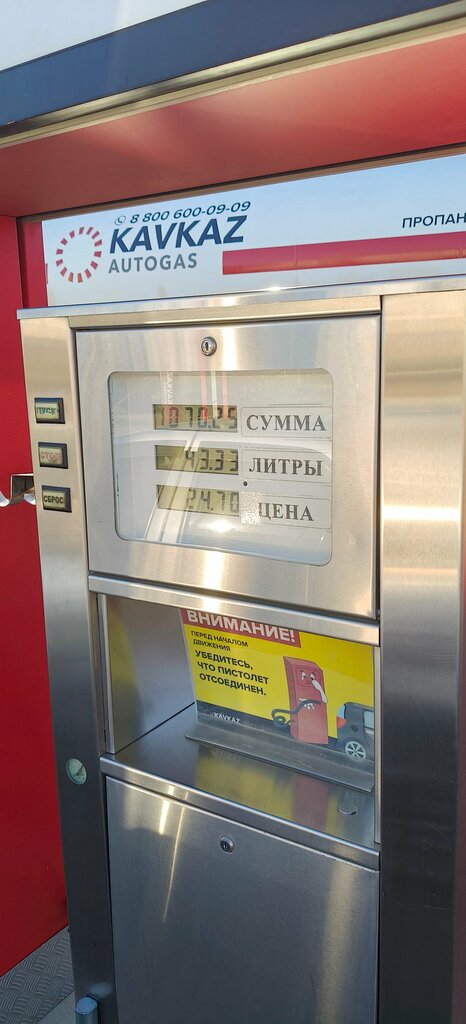 8 800 600-09-09
KAVKAZ
AUTOGAS
ПРОПАН
1070.25 СУММА
43.33 ЛИТРЫ
24.70 ЦЕНА
ПУСК
СТОП
СБРОС
ВНИМАНИЕ!
ПЕРЕД НАЧАЛОМ
ДВИЖЕНИЯ
УБЕДИТЕСЬ,
ЧТО ПИСТОЛЕТ
ОТСОЕДИНЕН.
KAVKAZ